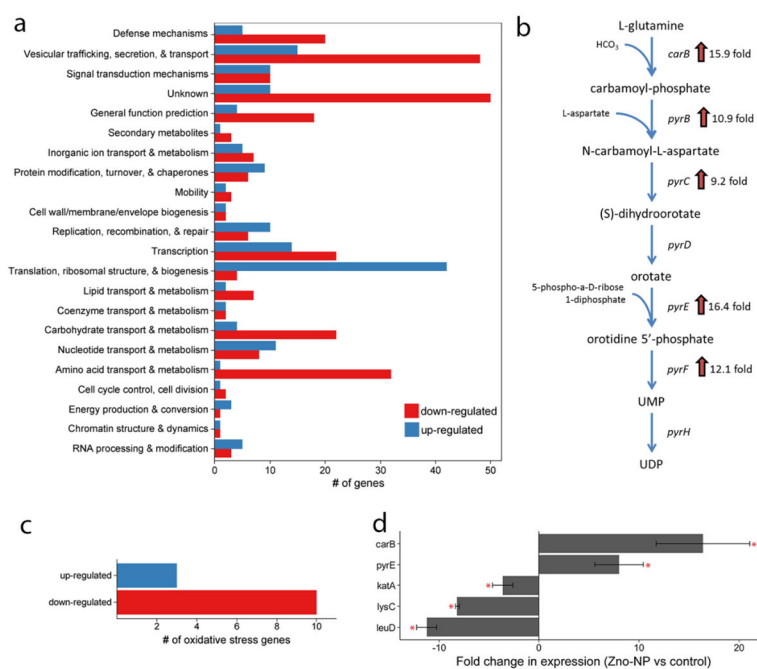 a
Defense mechanisms
Vesicular trafficking, secretion, & transport
Signal transduction mechanisms
Unknown
General function prediction
Secondary metabolites
Inorganic ion transport & metabolism
Protein modification, turnover, & chaperones
Mobility
Cell wall/membrane/envelope biogenesis
Replication, recombination, & repair
Transcription
Translation, ribosomal structure, & biogenesis
Lipid transport & metabolism
Coenzyme transport & metabolism
Carbohydrate transport & metabolism
Nucleotide transport & metabolism
Amino acid transport & metabolism
Cell cycle control, cell division
Energy production & conversion
Chromatin structure & dynamics
RNA processing & modification
down-regulated
up-regulated
0 10 20 30 40 50
# of genes
b
L-glutamine
HCO3
carB 15.9 fold
carbamoyl-phosphate
L-aspartate
pyrB 10.9 fold
N-carbamoyl-L-aspartate
pyrC 9.2 fold
(S)-dihydroorotate
pyrD
orotate
5-phospho-a-D-ribose
1-diphosphate
pyrE 16.4 fold
orotidine 5'-phosphate
pyrF 12.1 fold
UMP
pyrH
UDP
c
up-regulated
down-regulated
0 2 4 6 8 10
# of oxidative stress genes
d
carB *
pyrE *
katA *
lysC *
leuD *
-10 0 10 20
Fold change in expression (Zno-NP vs control)